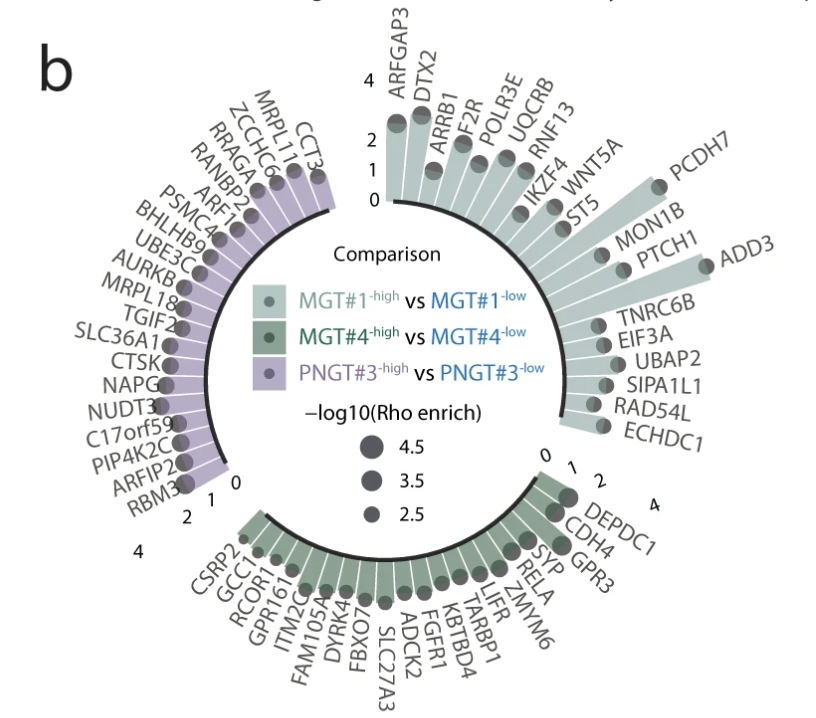 b
4
2
1
0
ARFGAP3
DTX2
ARRB1
F2R
POLR3E
UQCRB
RNF13
IKZF4
WNT5A
ST5
PCDH7
MON1B
PTCH1
ADD3
TNRC6B
EIF3A
UBAP2
SIPA1L1
RAD54L
ECHDC1
0
1
2
4
DEPDC1
CDH4
GPR3
SYP
RELA
ZMYM6
LIFR
TARBP1
KBTBD4
FGFR1
ADCK2
SLC27A3
FBXO7
DYRK4
FAM105A
ITM2C
GPR161
RCOR1
GCC1
CSRP2
0
1
2
4
RBM3
ARFIP2
PIP4K2C
C17orf59
NUDT3
NAPG
CTSK
SLC36A1
TGIF2
MRPL18
AURKB
UBE3C
BHLHB9
PSMC4
ARF1
RANBP2
RRAGA
ZCCHC6
MRPL11
CCT3
Comparison
MGT#1-high vs MGT#1-low
MGT#4-high vs MGT#4-low
PNGT#3-high vs PNGT#3-low
−log10(Rho enrich)
4.5
3.5
2.5